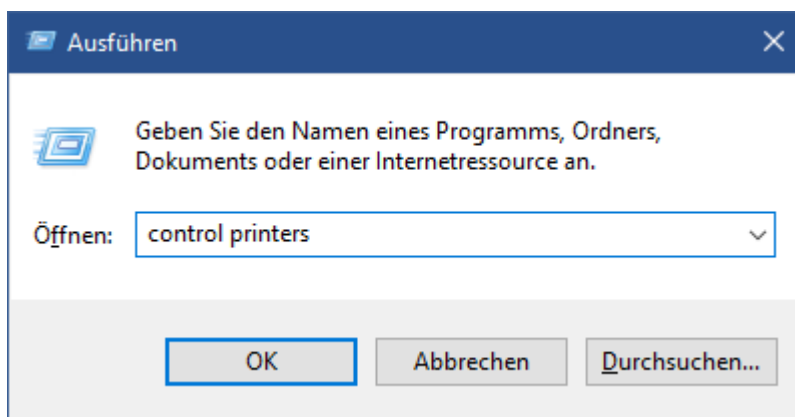 Ausführen
Geben Sie den Namen eines Programms, Ordners,
Dokuments oder einer Internetressource an.
Öffnen: control printers
OK Abbrechen Durchsuchen...